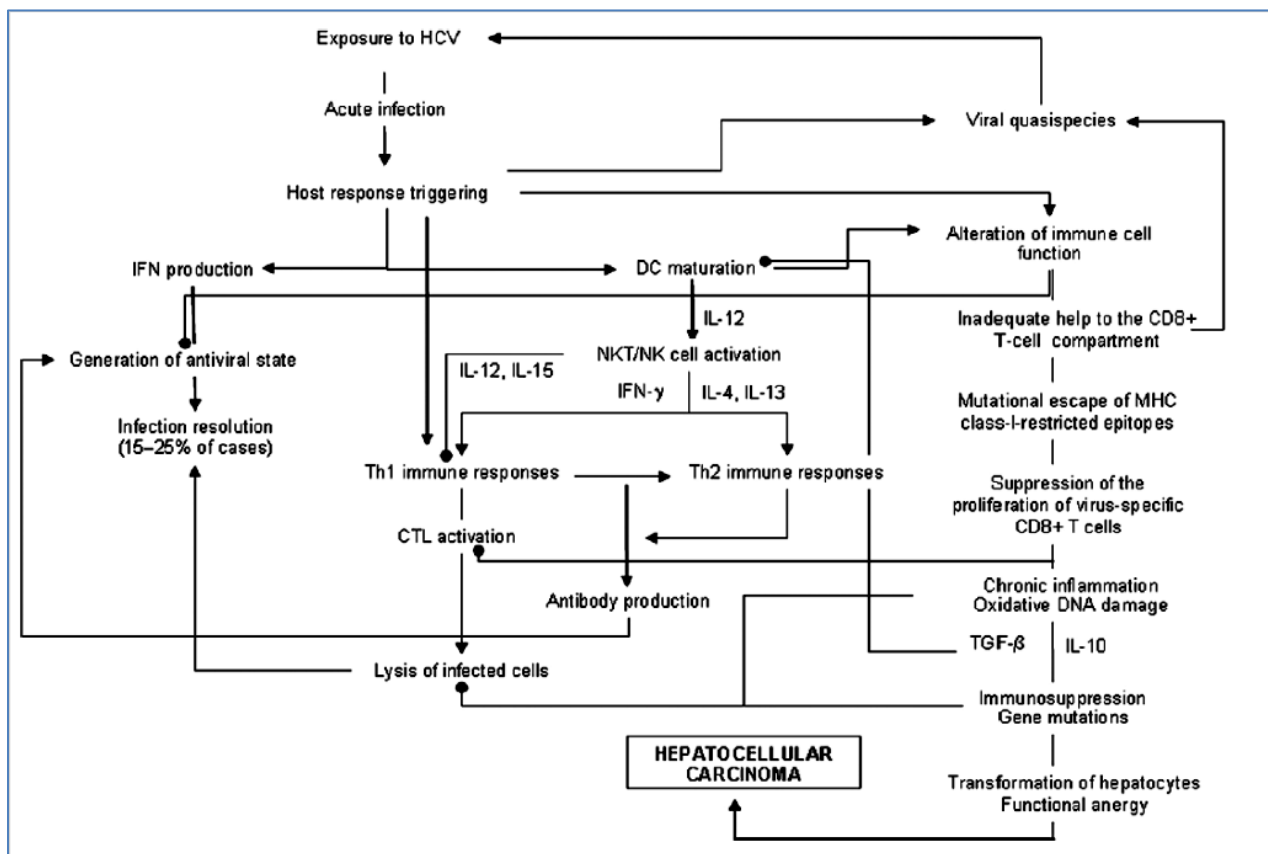 Exposure to HCV
Acute infection
Viral quasispecies
Host response triggering
Alteration of immune cell
function
IFN production
DC maturation
IL-12
Inadequate help to the CD8+
T-cell compartment
Generation of antiviral state
NKT/NK cell activation
IL-12, IL-15
IFN-γ
IL-4, IL-13
Mutational escape of MHC
class-I-restricted epitopes
Infection resolution
(15–25% of cases)
Th1 immune responses
Th2 immune responses
Suppression of the
proliferation of virus-specific
CD8+ T cells
CTL activation
Chronic inflammation
Oxidative DNA damage
Antibody production
TGF-β
IL-10
Lysis of infected cells
Immunosuppression
Gene mutations
HEPATOCELLULAR
CARCINOMA
Transformation of hepatocytes
Functional anergy